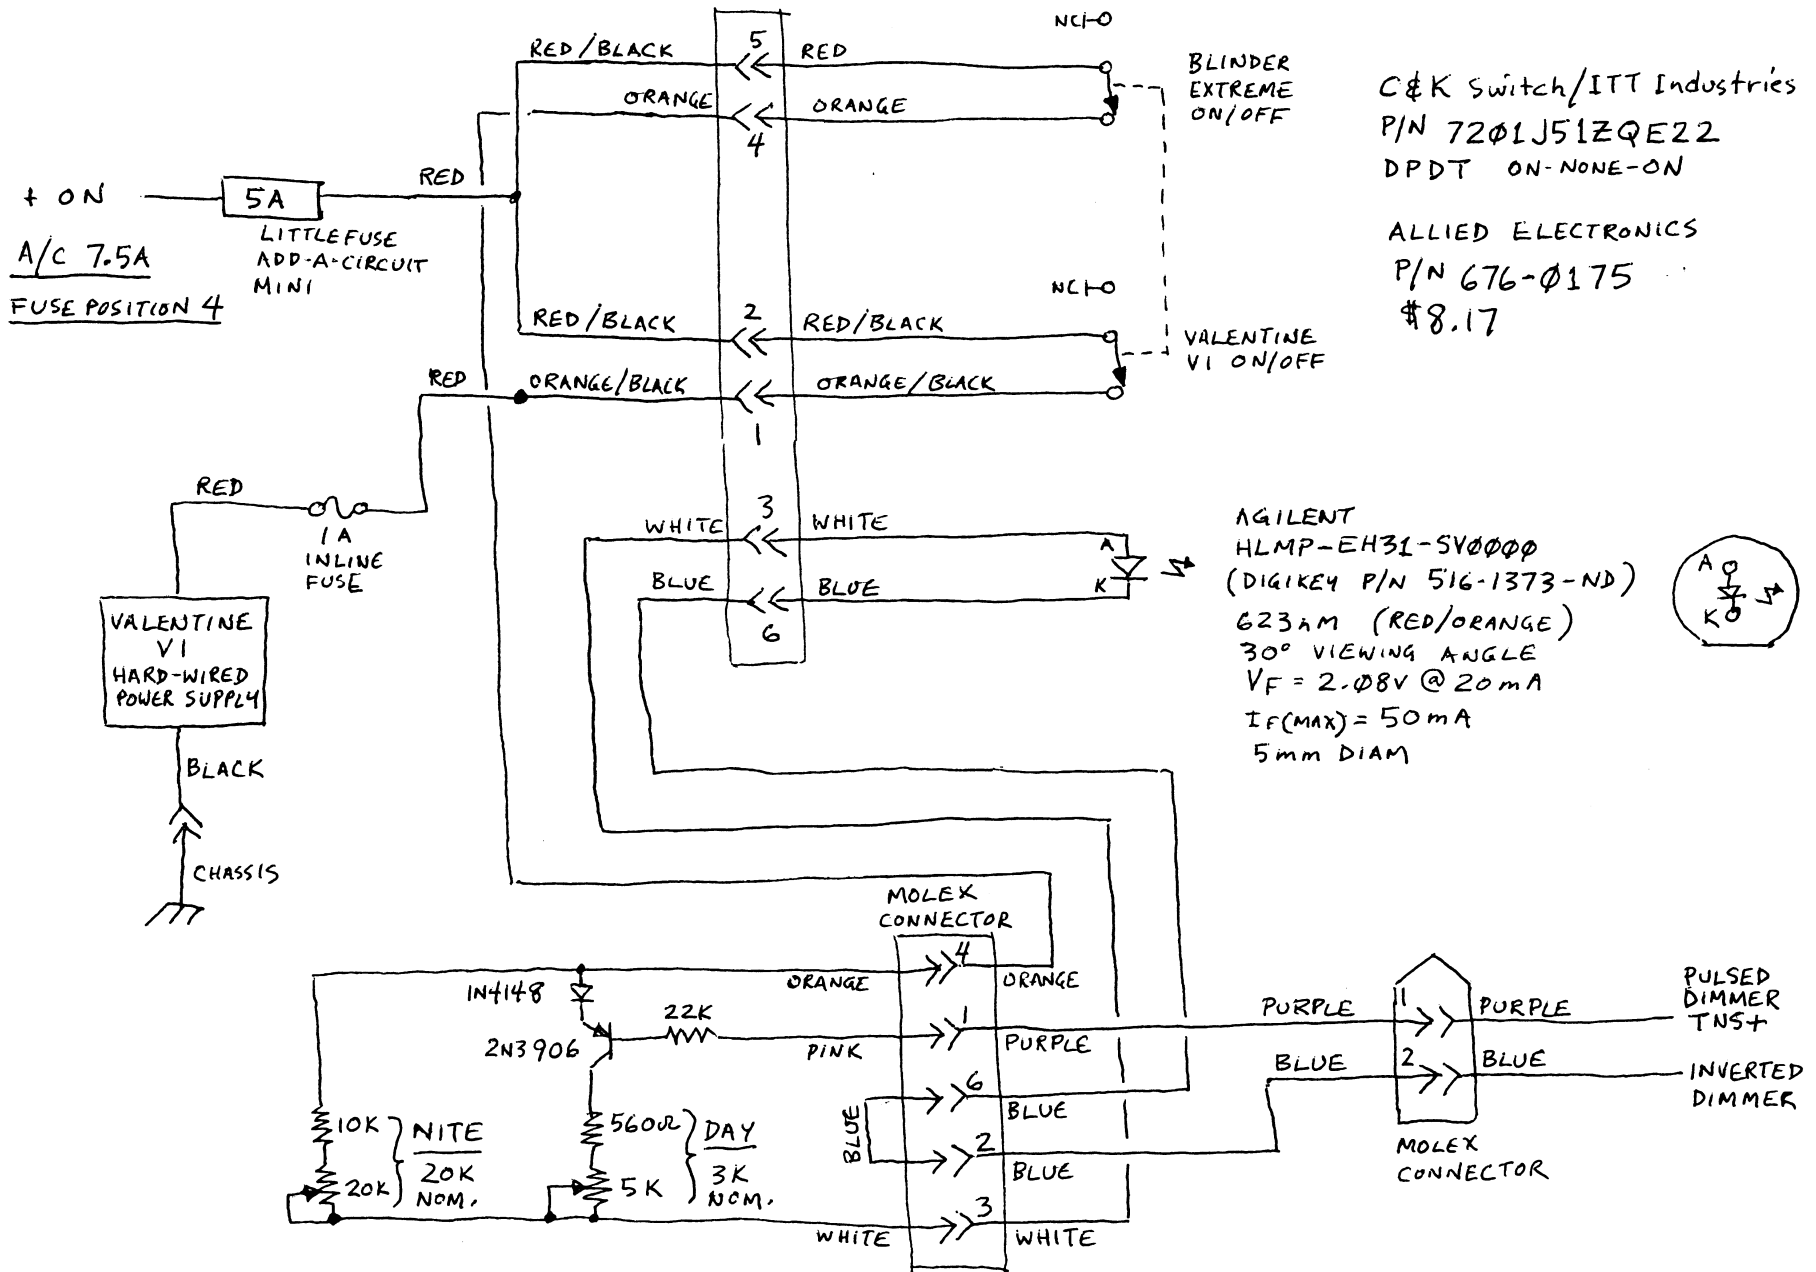 NC
5
RED/BLACK
RED
BLINDER
EXTREME
ON/OFF
C&K Switch/ITT Industries
P/N 72Ø1J51ZQE22
DPDT ON-NONE-ON
ORANGE
ORANGE
4
RED
+ ON
5A
LITTLEFUSE
ADD-A-CIRCUIT
MINI
A/C 7.5A
FUSE POSITION 4
ALLIED ELECTRONICS
P/N 676-Ø175
$8.17
NC
2
RED/BLACK
RED/BLACK
VALENTINE
V1 ON/OFF
RED
ORANGE/BLACK
ORANGE/BLACK
1
RED
1A
INLINE
FUSE
3
WHITE
WHITE
A
K
BLUE
BLUE
6
AGILENT
HLMP-EH31-SVØØØØ
(DIGIKEY P/N 516-1373-ND)
623nM (RED/ORANGE)
30° VIEWING ANGLE
VF = 2.Ø8V @ 20mA
IF(MAX) = 50mA
5mm DIAM
A
K
VALENTINE
V1
HARD-WIRED
POWER SUPPLY
BLACK
CHASSIS
MOLEX
CONNECTOR
4
ORANGE
ORANGE
1N4148
22K
2N3906
PINK
1
PURPLE
PURPLE
1
PURPLE
PULSED
DIMMER
TNS+
6
BLUE
BLUE
2
BLUE
BLUE
2
BLUE
INVERTED
DIMMER
MOLEX
CONNECTOR
10K
NITE
20K
20K
NOM.
560Ω
DAY
5K
3K
NOM.
3
WHITE
WHITE